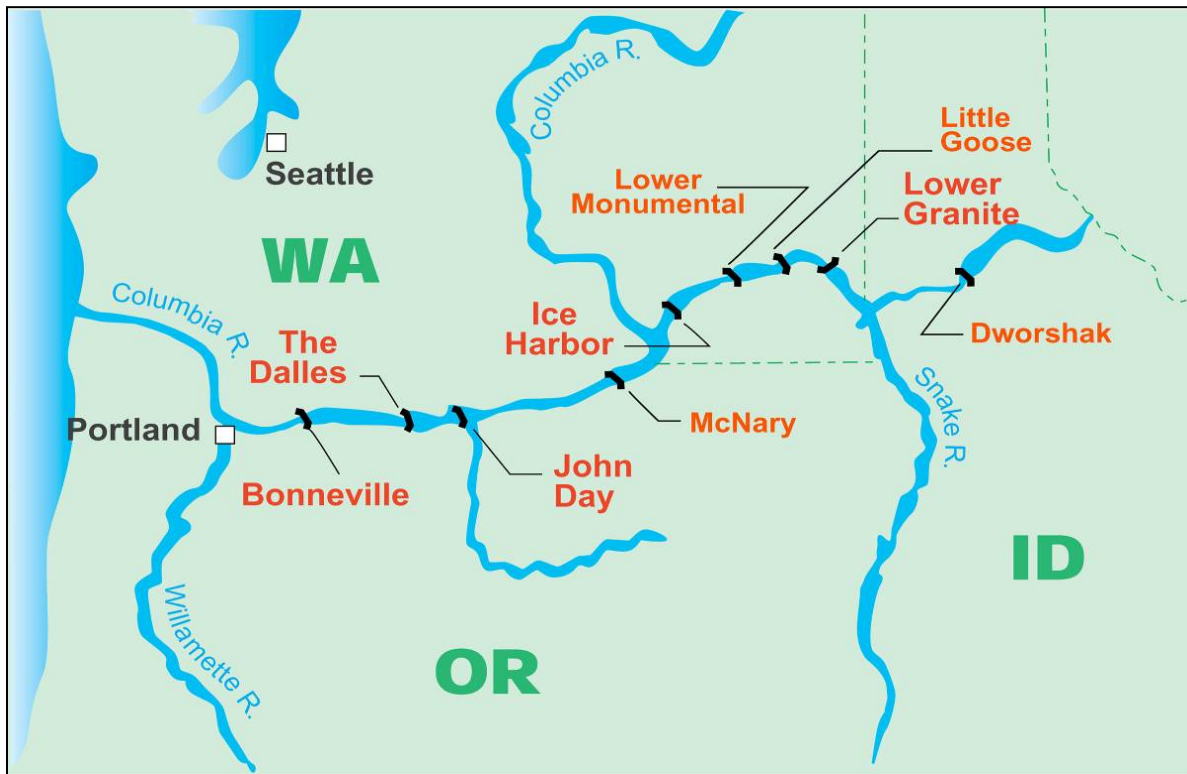 Columbia R.
Little
Goose
Seattle
Lower
Monumental
Lower
Granite
WA
Columbia R.
The
Dalles
Ice
Harbor
Dworshak
Portland
McNary
Snake R.
Bonneville
John
Day
ID
Willamette R.
OR